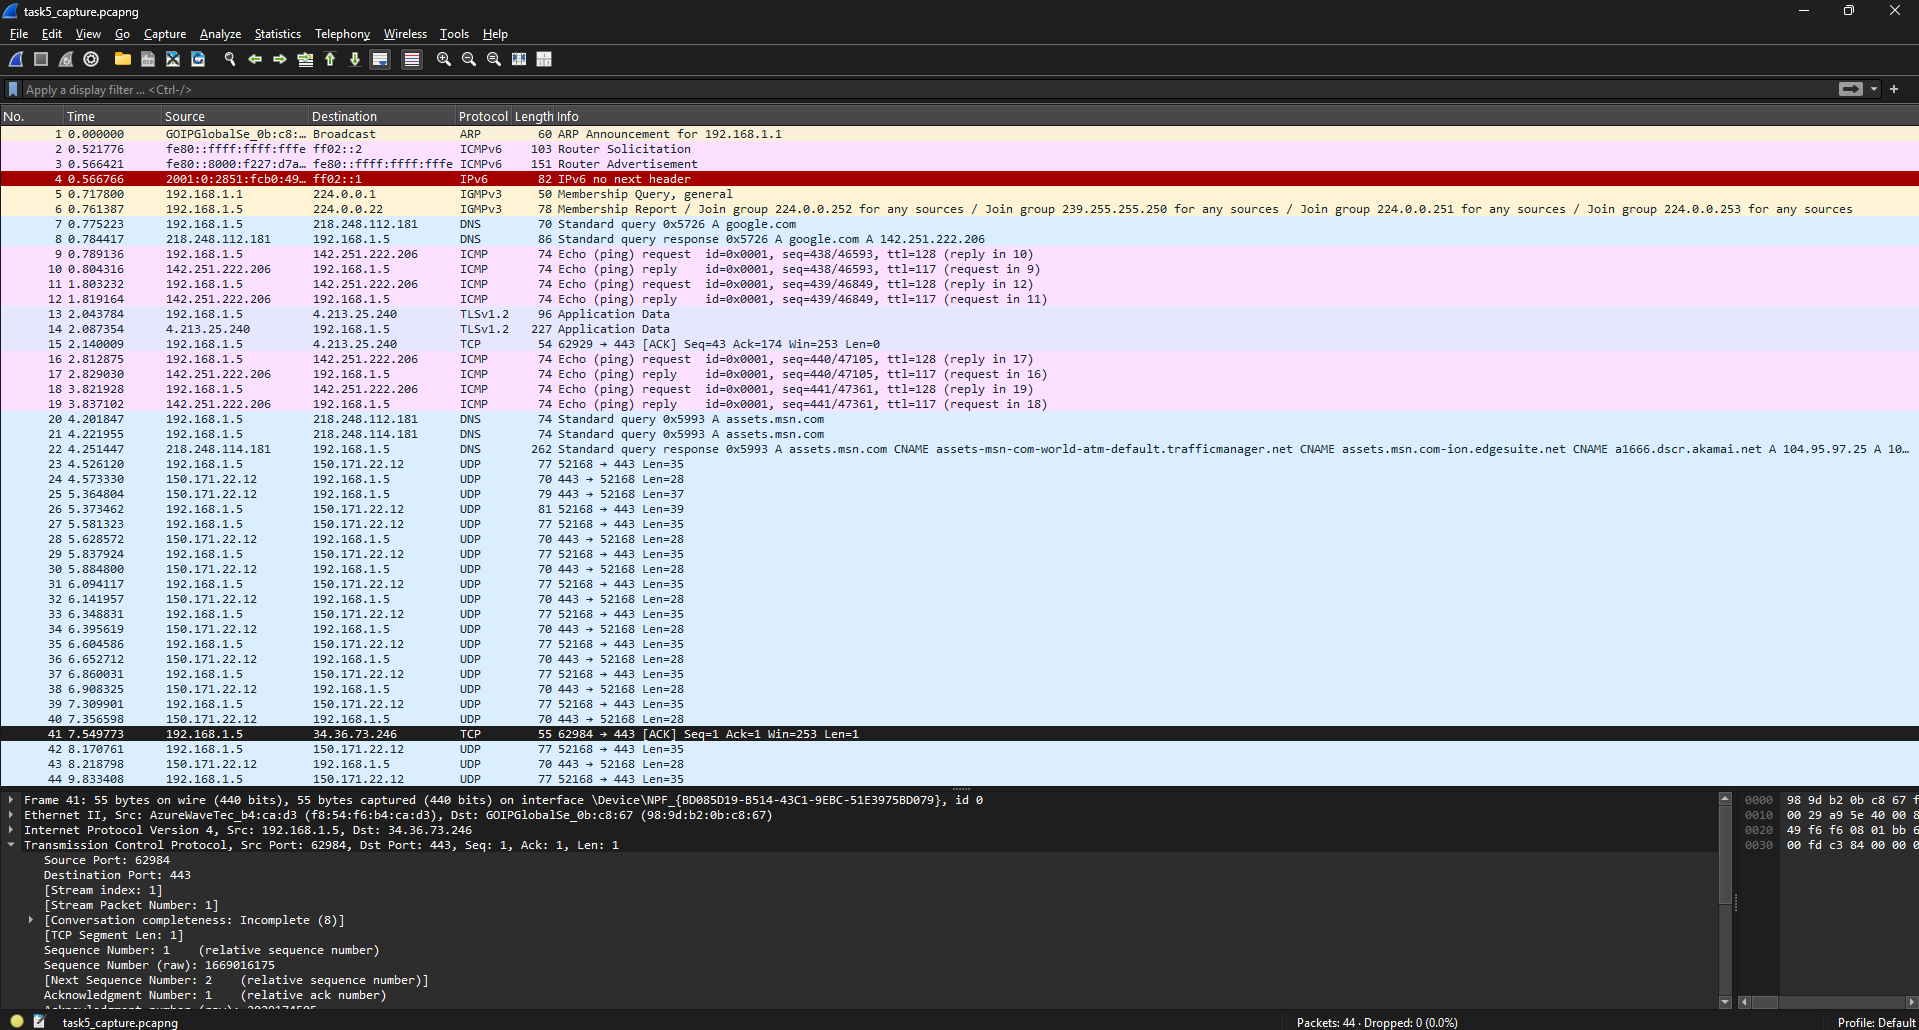 task5_capture.pcapng
File Edit View Go Capture Analyze Statistics Telephony Wireless Tools Help
Apply a display filter ... <Ctrl-/>
No. Time Source Destination Protocol Length Info
1 0.000000 GOIPGlobalSe_0b:c8:… Broadcast ARP 60 ARP Announcement for 192.168.1.1
2 0.521776 fe80::ffff:ffff:fffe ff02::2 ICMPv6 103 Router Solicitation
3 0.566421 fe80::8000:f227:d7a… fe80::ffff:ffff:fffe ICMPv6 151 Router Advertisement
4 0.566766 2001:0:2851:fcb0:49… ff02::1 IPv6 82 IPv6 no next header
5 0.717800 192.168.1.1 224.0.0.1 IGMPv3 50 Membership Query, general
6 0.761387 192.168.1.5 224.0.0.22 IGMPv3 78 Membership Report / Join group 224.0.0.252 for any sources / Join group 239.255.255.250 for any sources / Join group 224.0.0.251 for any sources / Join group 224.0.0.253 for any sources
7 0.775223 192.168.1.5 218.248.112.181 DNS 70 Standard query 0x5726 A google.com
8 0.784417 218.248.112.181 192.168.1.5 DNS 86 Standard query response 0x5726 A google.com A 142.251.222.206
9 0.789136 192.168.1.5 142.251.222.206 ICMP 74 Echo (ping) request id=0x0001, seq=438/46593, ttl=128 (reply in 10)
10 0.804316 142.251.222.206 192.168.1.5 ICMP 74 Echo (ping) reply id=0x0001, seq=438/46593, ttl=117 (request in 9)
11 1.803232 192.168.1.5 142.251.222.206 ICMP 74 Echo (ping) request id=0x0001, seq=439/46849, ttl=128 (reply in 12)
12 1.819164 142.251.222.206 192.168.1.5 ICMP 74 Echo (ping) reply id=0x0001, seq=439/46849, ttl=117 (request in 11)
13 2.043784 192.168.1.5 4.213.25.240 TLSv1.2 96 Application Data
14 2.087354 4.213.25.240 192.168.1.5 TLSv1.2 227 Application Data
15 2.140009 192.168.1.5 4.213.25.240 TCP 54 62929 → 443 [ACK] Seq=43 Ack=174 Win=253 Len=0
16 2.812875 192.168.1.5 142.251.222.206 ICMP 74 Echo (ping) request id=0x0001, seq=440/47105, ttl=128 (reply in 17)
17 2.829030 142.251.222.206 192.168.1.5 ICMP 74 Echo (ping) reply id=0x0001, seq=440/47105, ttl=117 (request in 16)
18 3.821928 192.168.1.5 142.251.222.206 ICMP 74 Echo (ping) request id=0x0001, seq=441/47361, ttl=128 (reply in 19)
19 3.837102 142.251.222.206 192.168.1.5 ICMP 74 Echo (ping) reply id=0x0001, seq=441/47361, ttl=117 (request in 18)
20 4.201847 192.168.1.5 218.248.112.181 DNS 74 Standard query 0x5993 A assets.msn.com
21 4.221955 192.168.1.5 218.248.114.181 DNS 74 Standard query 0x5993 A assets.msn.com
22 4.251447 218.248.114.181 192.168.1.5 DNS 262 Standard query response 0x5993 A assets.msn.com CNAME assets-msn-com-world-atm-default.trafficmanager.net CNAME assets.msn.com-ion.edgesuite.net CNAME a1666.dscr.akamai.net A 104.95.97.25 A 10…
23 4.526120 192.168.1.5 150.171.22.12 UDP 77 52168 → 443 Len=35
24 4.573330 150.171.22.12 192.168.1.5 UDP 70 443 → 52168 Len=28
25 5.364804 150.171.22.12 192.168.1.5 UDP 79 443 → 52168 Len=37
26 5.373462 192.168.1.5 150.171.22.12 UDP 81 52168 → 443 Len=39
27 5.581323 192.168.1.5 150.171.22.12 UDP 77 52168 → 443 Len=35
28 5.628572 150.171.22.12 192.168.1.5 UDP 70 443 → 52168 Len=28
29 5.837924 192.168.1.5 150.171.22.12 UDP 77 52168 → 443 Len=35
30 5.884800 150.171.22.12 192.168.1.5 UDP 70 443 → 52168 Len=28
31 6.094117 192.168.1.5 150.171.22.12 UDP 77 52168 → 443 Len=35
32 6.141957 150.171.22.12 192.168.1.5 UDP 70 443 → 52168 Len=28
33 6.348831 192.168.1.5 150.171.22.12 UDP 77 52168 → 443 Len=35
34 6.395619 150.171.22.12 192.168.1.5 UDP 70 443 → 52168 Len=28
35 6.604586 192.168.1.5 150.171.22.12 UDP 77 52168 → 443 Len=35
36 6.652712 150.171.22.12 192.168.1.5 UDP 70 443 → 52168 Len=28
37 6.860031 192.168.1.5 150.171.22.12 UDP 77 52168 → 443 Len=35
38 6.908325 150.171.22.12 192.168.1.5 UDP 70 443 → 52168 Len=28
39 7.309901 192.168.1.5 150.171.22.12 UDP 77 52168 → 443 Len=35
40 7.356598 150.171.22.12 192.168.1.5 UDP 70 443 → 52168 Len=28
41 7.549773 192.168.1.5 34.36.73.246 TCP 55 62984 → 443 [ACK] Seq=1 Ack=1 Win=253 Len=1
42 8.170761 192.168.1.5 150.171.22.12 UDP 77 52168 → 443 Len=35
43 8.218798 150.171.22.12 192.168.1.5 UDP 70 443 → 52168 Len=28
44 9.833408 192.168.1.5 150.171.22.12 UDP 77 52168 → 443 Len=35
Frame 41: 55 bytes on wire (440 bits), 55 bytes captured (440 bits) on interface \Device\NPF_{BD085D19-B514-43C1-9EBC-51E3975BD079}, id 0
Ethernet II, Src: AzureWaveTec_b4:ca:d3 (f8:54:f6:b4:ca:d3), Dst: GOIPGlobalSe_0b:c8:67 (98:9d:b2:0b:c8:67)
Internet Protocol Version 4, Src: 192.168.1.5, Dst: 34.36.73.246
Transmission Control Protocol, Src Port: 62984, Dst Port: 443, Seq: 1, Ack: 1, Len: 1
Source Port: 62984
Destination Port: 443
[Stream index: 1]
[Stream Packet Number: 1]
[Conversation completeness: Incomplete (8)]
[TCP Segment Len: 1]
Sequence Number: 1 (relative sequence number)
Sequence Number (raw): 1669016175
[Next Sequence Number: 2 (relative sequence number)]
Acknowledgment Number: 1 (relative ack number)
0000 98 9d b2 0b c8 67 f
0010 00 29 a9 5e 40 00 8
0020 49 f6 f6 08 01 bb 6
0030 00 fd c3 84 00 00 0
task5_capture.pcapng
Packets: 44 · Dropped: 0 (0.0%)
Profile: Default